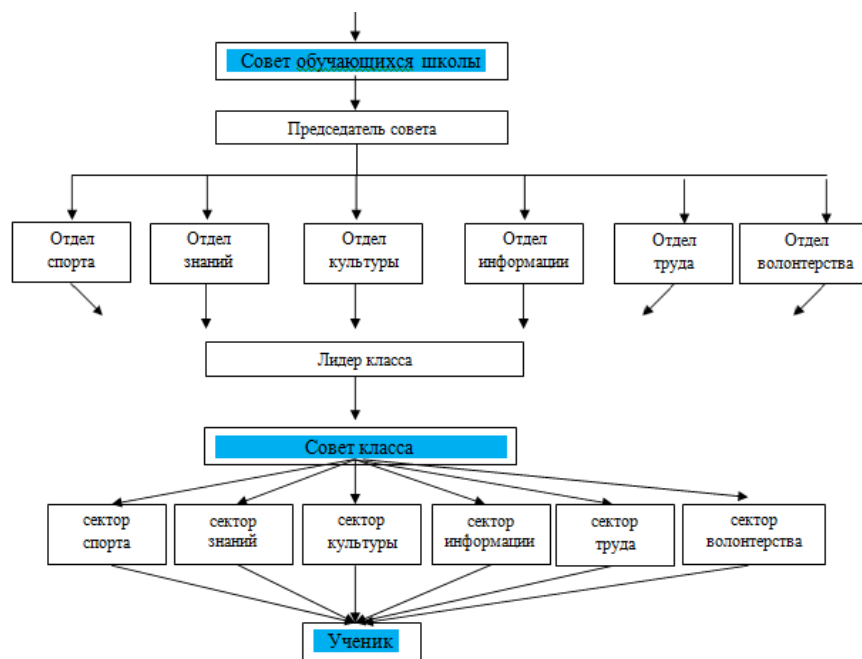 Совет обучающихся школы
Председатель совета
Отдел
спорта
Отдел
знаний
Отдел
культуры
Отдел
информации
Отдел
труда
Отдел
волонтерства
Лидер класса
Совет класса
сектор
спорта
сектор
знаний
сектор
культуры
сектор
информации
сектор
труда
сектор
волонтерства
Ученик